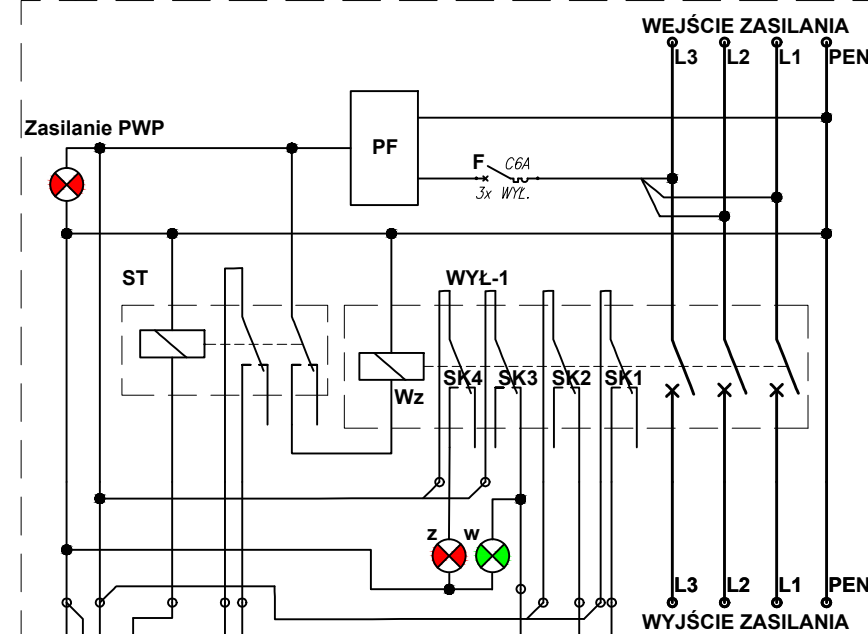 WEJŚCIE ZASILANIA
L3 L2 L1 PEN
Zasilanie PWP
PF
F C6A
3x WYŁ.
ST WYŁ-1
SK4 SK3 SK2 SK1
Wz
z w
L3 L2 L1 PEN
WYJŚCIE ZASILANIA